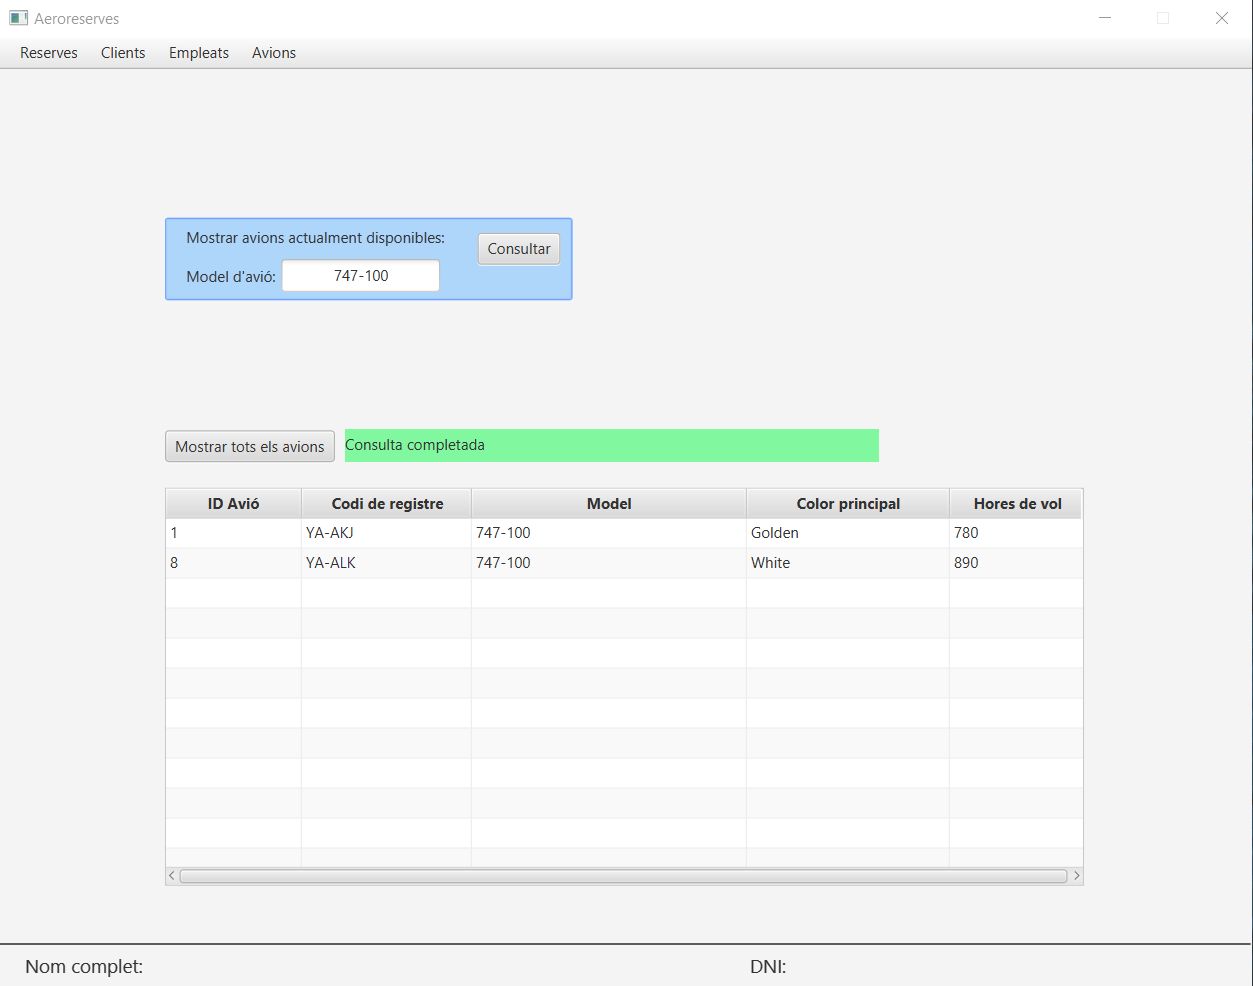 Aeroreserves
Reserves Clients Empleats Avions
Mostrar avions actualment disponibles:
Consultar
Model d'avió: 747-100
Mostrar tots els avions Consulta completada
ID Avió Codi de registre Model Color principal Hores de vol
1 YA-AKJ 747-100 Golden 780
8 YA-ALK 747-100 White 890
Nom complet: DNI: